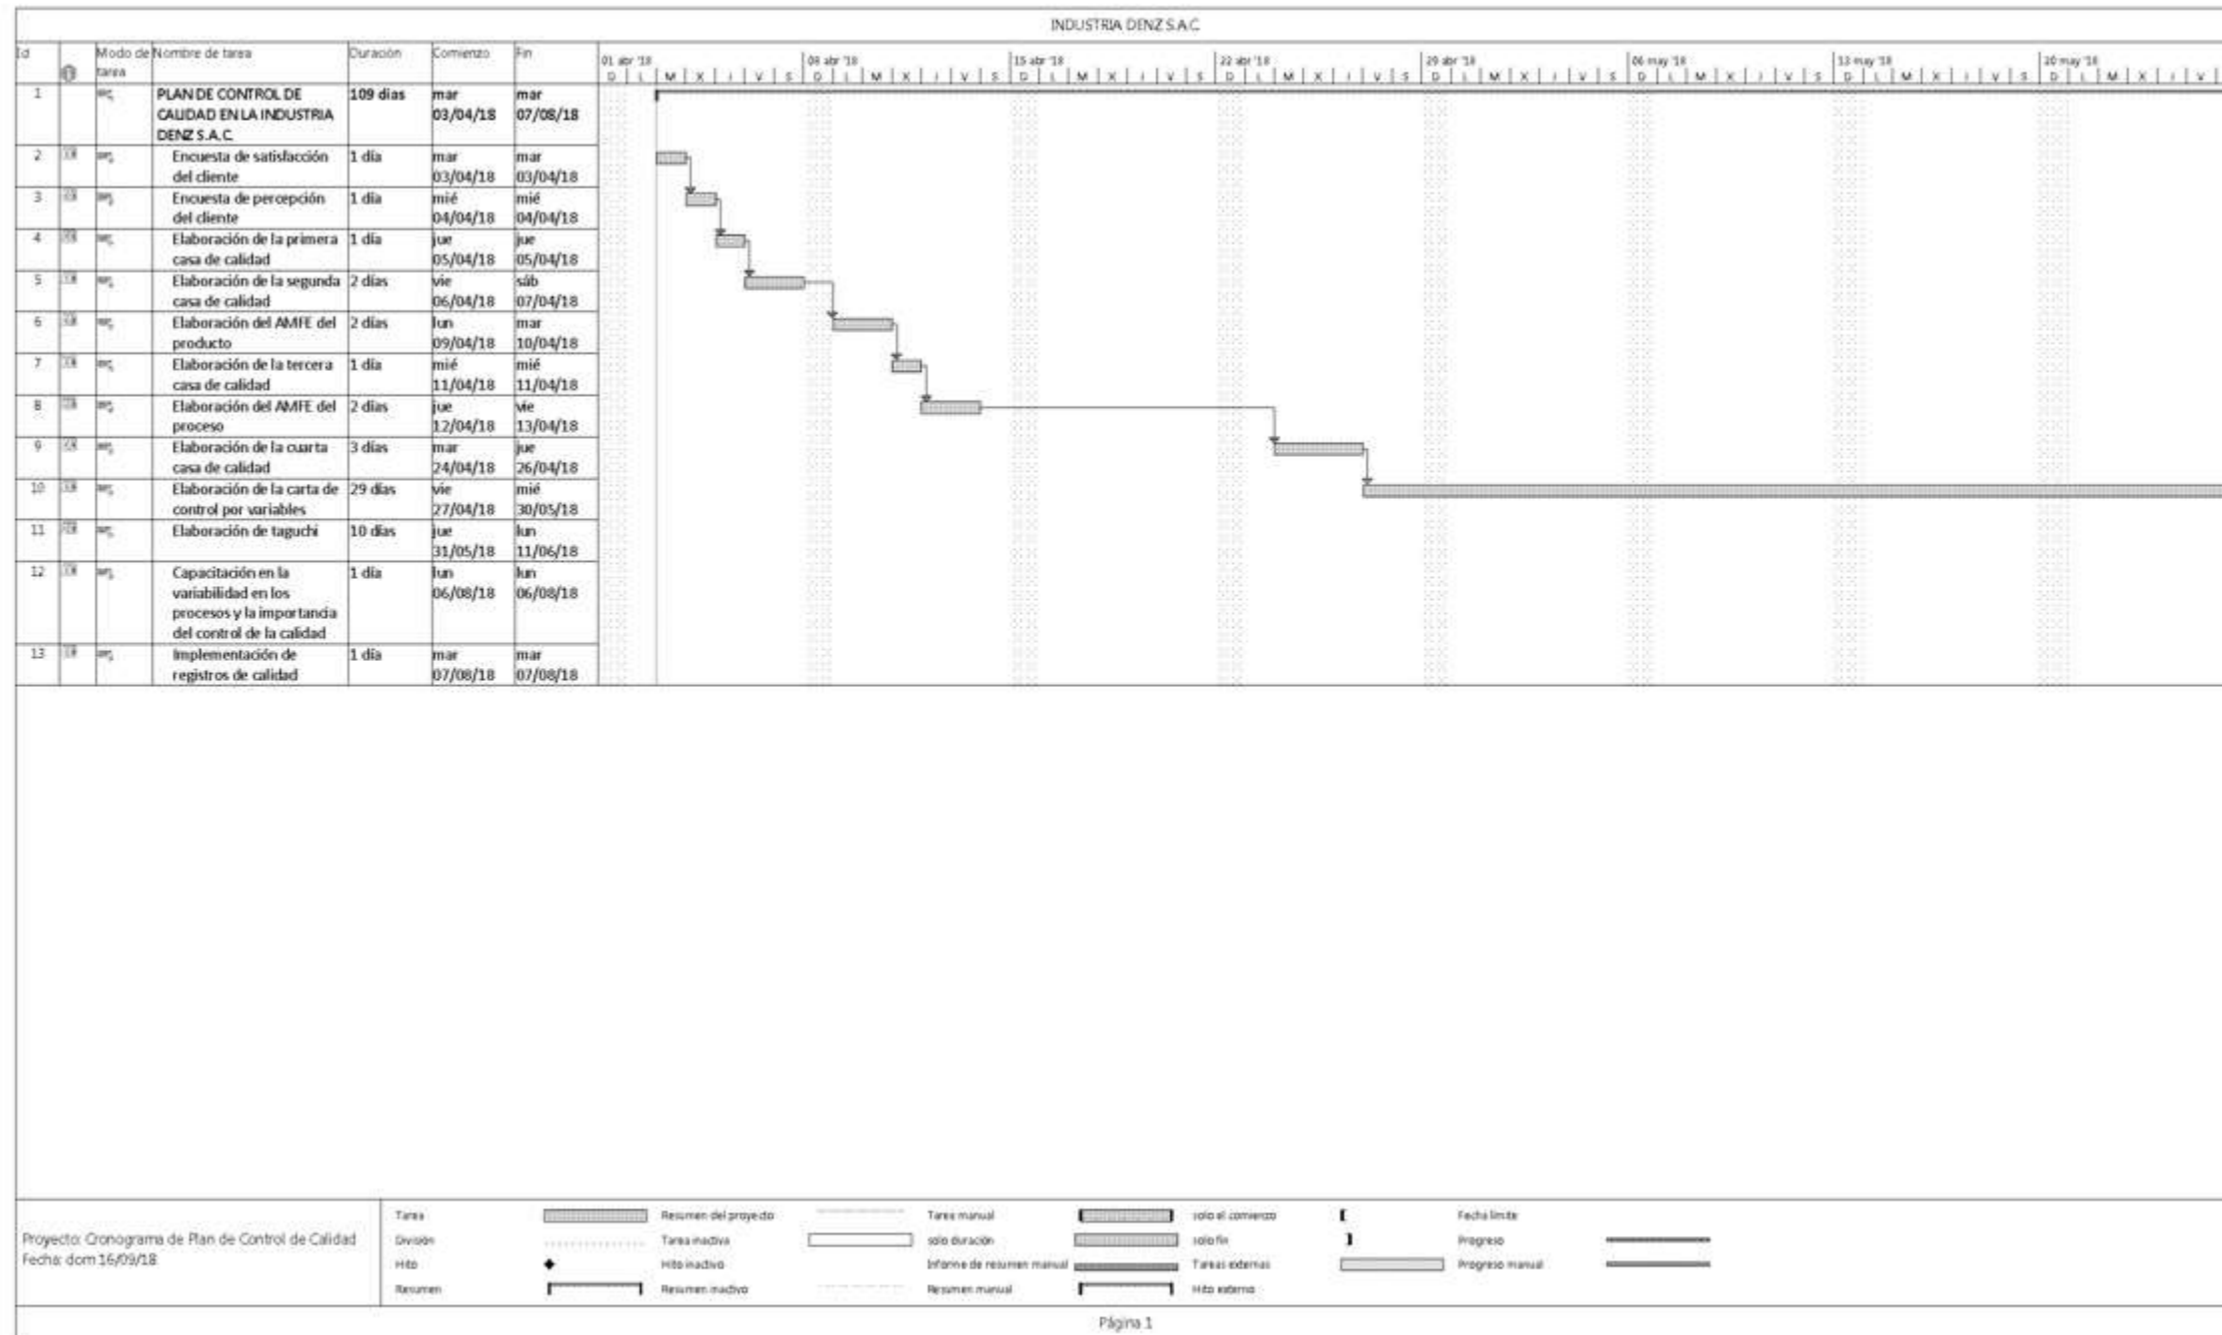 INDUSTRIA DENZ S.A.C.
Id Modo de tarea Nombre de tarea Duración Comienzo Fin
01 abr '18 08 abr '18 15 abr '18 22 abr '18 29 abr '18 06 may '18 13 may '18 20 may '18
D L M X J V S D L M X J V S D L M X J V S D L M X J V S D L M X J V S D L M X J V S D L M X J V S D L M X J V
1 PLAN DE CONTROL DE 109 días mar mar
CALIDAD EN LA INDUSTRIA 03/04/18 07/08/18
DENZ S.A.C.
2 Encuesta de satisfacción 1 día mar mar
del cliente 03/04/18 03/04/18
3 Encuesta de percepción 1 día mié mié
del cliente 04/04/18 04/04/18
4 Elaboración de la primera 1 día jue jue
casa de calidad 05/04/18 05/04/18
5 Elaboración de la segunda 2 días vie sáb
casa de calidad 06/04/18 07/04/18
6 Elaboración del AMFE del 2 días lun mar
producto 09/04/18 10/04/18
7 Elaboración de la tercera 1 día mié mié
casa de calidad 11/04/18 11/04/18
8 Elaboración del AMFE del 2 días jue vie
proceso 12/04/18 13/04/18
9 Elaboración de la cuarta 3 días mar jue
casa de calidad 24/04/18 26/04/18
10 Elaboración de la carta de 29 días vie mié
control por variables 27/04/18 30/05/18
11 Elaboración de taguchi 10 días jue lun
31/05/18 11/06/18
12 Capacitación en la 1 día lun lun
variabilidad en los 06/08/18 06/08/18
procesos y la importancia
del control de la calidad
13 Implementación de 1 día mar mar
registros de calidad 07/08/18 07/08/18
Proyecto: Cronograma de Plan de Control de Calidad
Fecha: dom 16/09/18
Tarea Resumen del proyecto Tarea manual solo el comienzo Fecha límite
División Tarea inactiva solo duración solo fin Progreso
Hito Hito inactivo Informe de resumen manual Tareas externas Progreso manual
Resumen Resumen inactivo Resumen manual Hito externo
Página 1